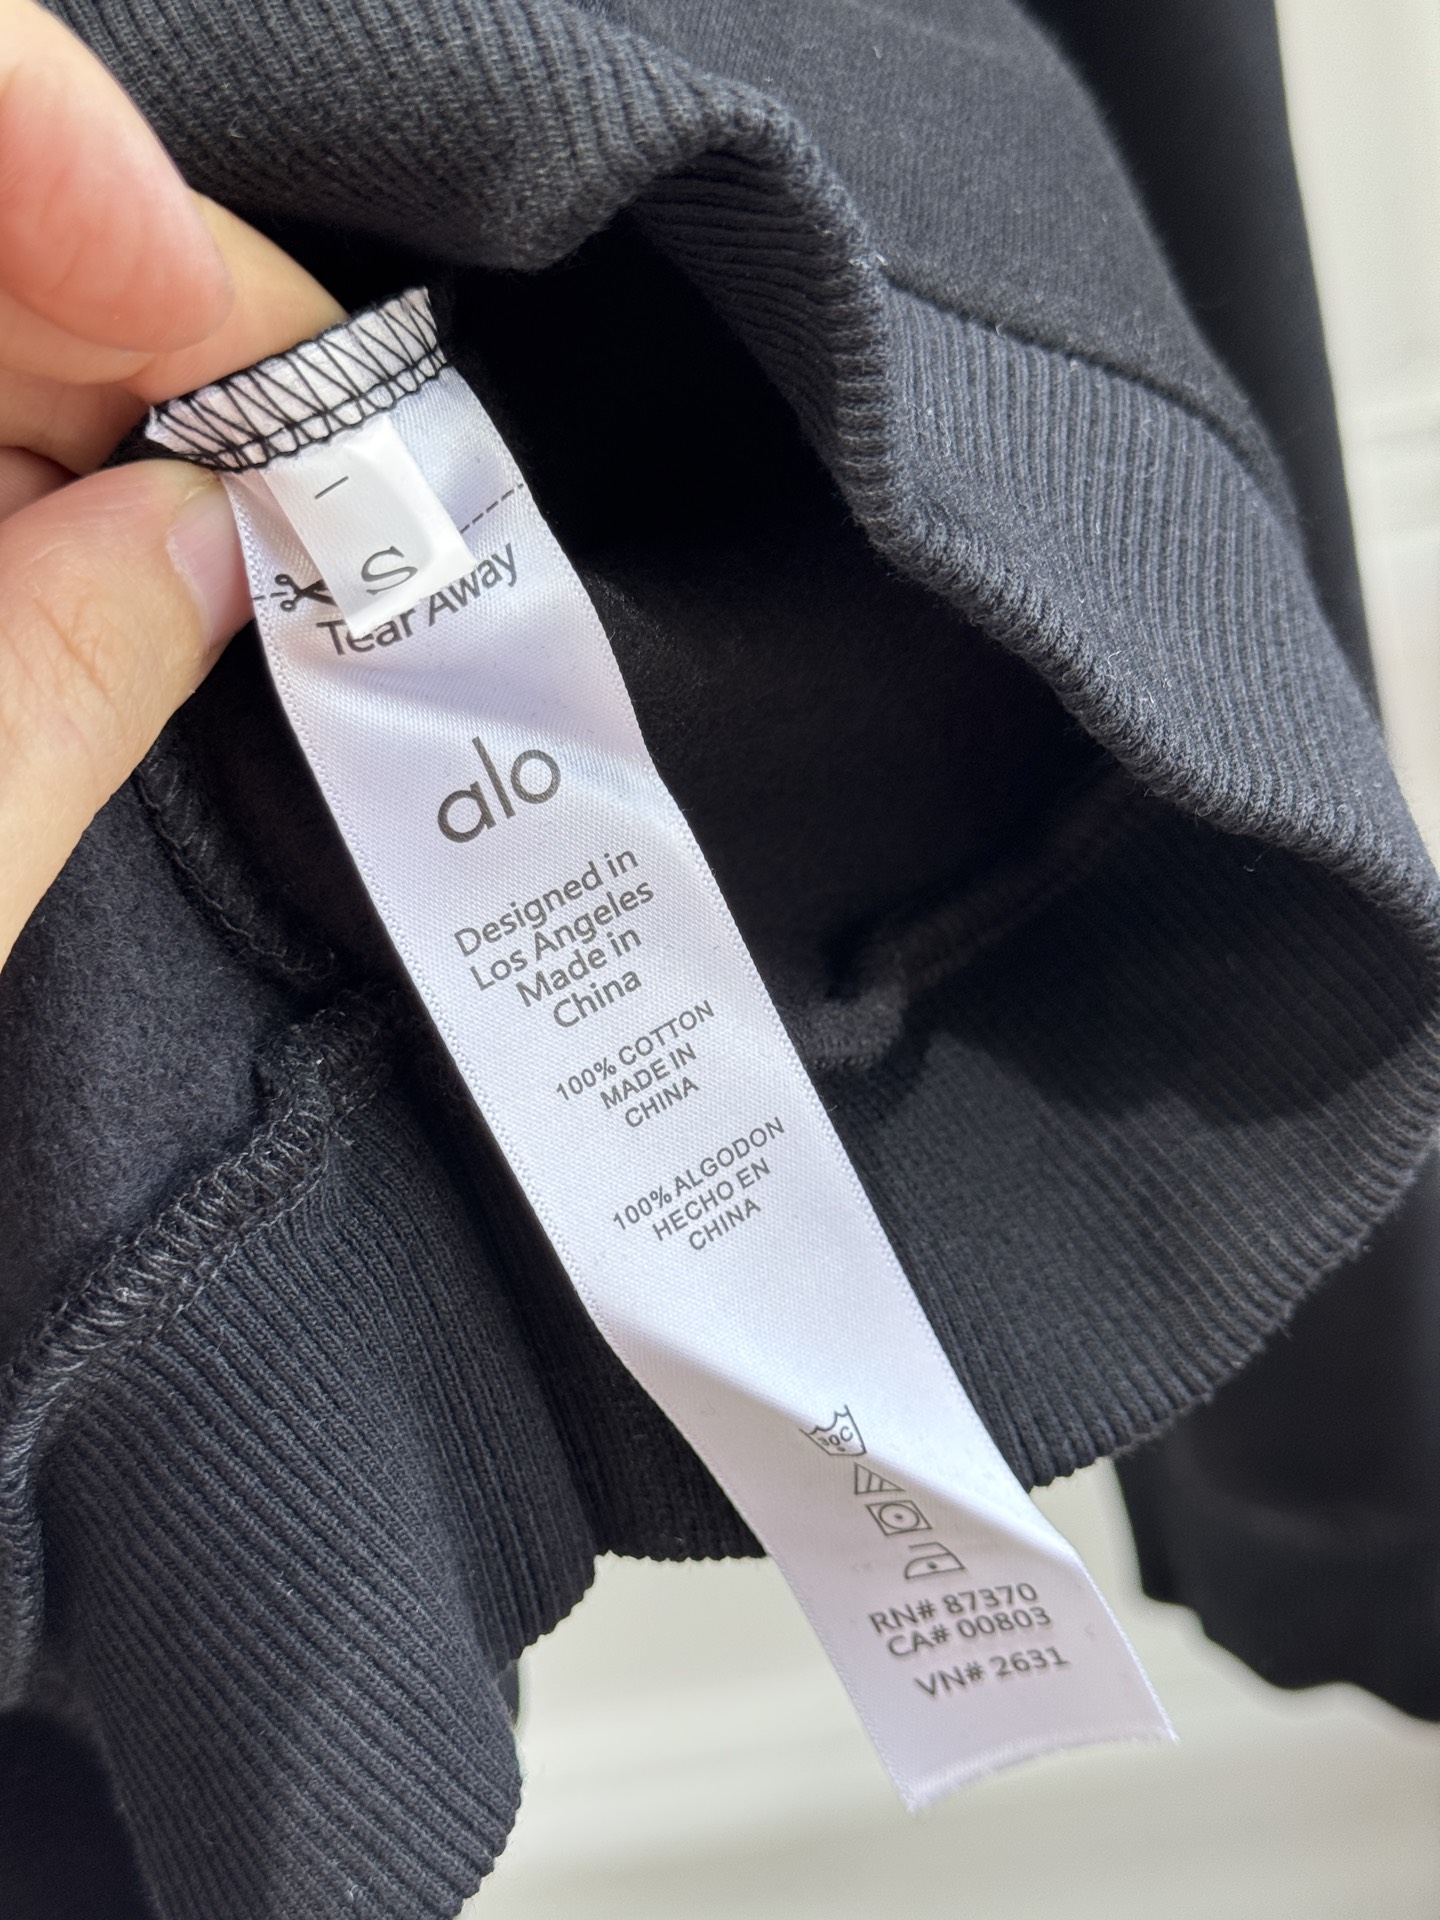 S
Tear Away
alo
Designed in
Los Angeles
Made in
China
100% COTTON
MADE IN
CHINA
100% ALGODON
HECHO EN
CHINA
30C
RN# 87370
CA# 00803
VN# 2631